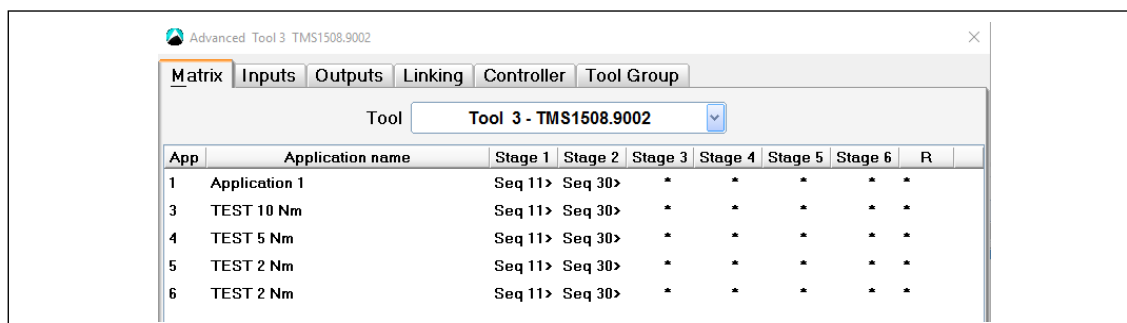 Advanced Tool 3 TMS1508.9002
Matrix Inputs Outputs Linking Controller Tool Group
Tool Tool 3 - TMS1508.9002
App Application name Stage 1 Stage 2 Stage 3 Stage 4 Stage 5 Stage 6 R
1 Application 1 Seq 11> Seq 30> * * * * *
3 TEST 10 Nm Seq 11> Seq 30> * * * * *
4 TEST 5 Nm Seq 11> Seq 30> * * * * *
5 TEST 2 Nm Seq 11> Seq 30> * * * * *
6 TEST 2 Nm Seq 11> Seq 30> * * * * *